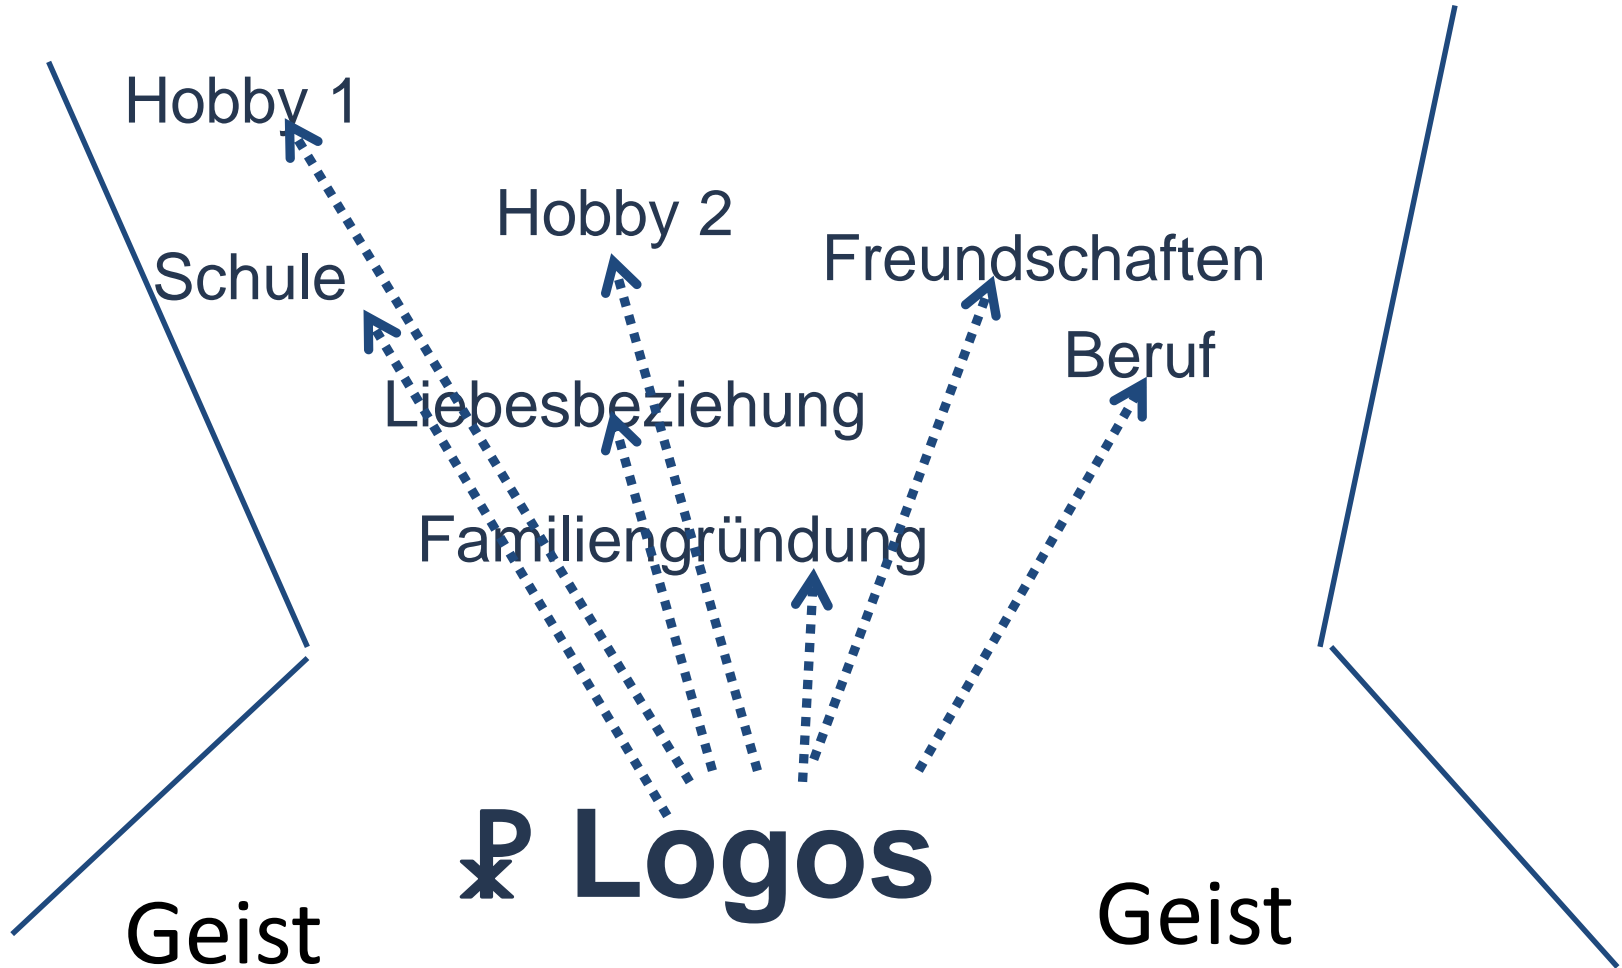 Hobby 1
Hobby 2
Freundschaften
Schule
Beruf
Liebesbeziehung
Familiengründung
☧ Logos
Geist
Geist